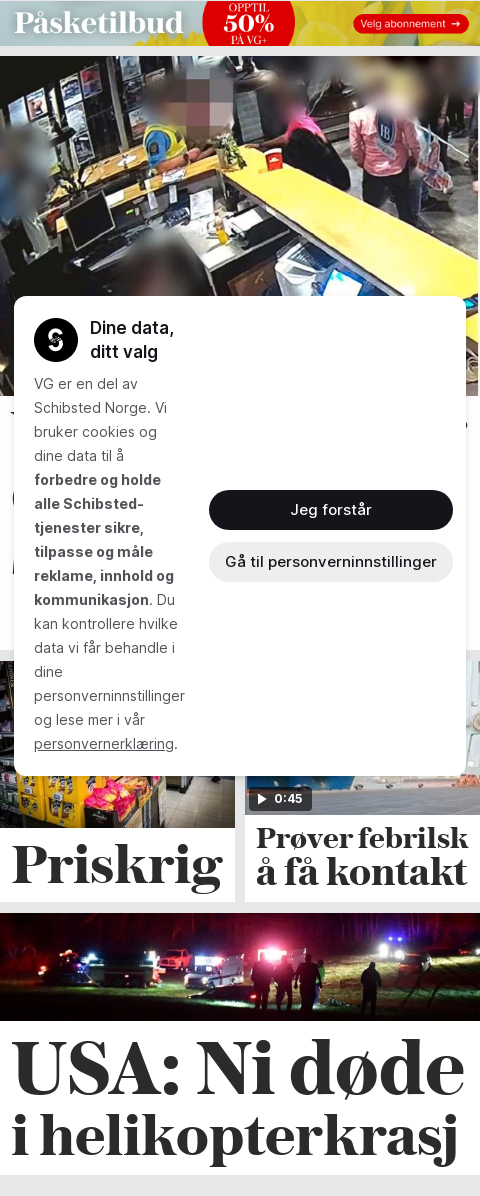 Påsketilbud
OPPTIL
50%
PÅ VG+
Velg abonnement →
Dine data,
ditt valg
VG er en del av
Schibsted Norge. Vi
bruker cookies og
dine data til å
forbedre og holde
alle Schibsted-
tjenester sikre,
tilpasse og måle
reklame, innhold og
kommunikasjon. Du
kan kontrollere hvilke
data vi får behandle i
dine
personverninnstillinger
og lese mer i vår
personvernerklæring.
Jeg forstår
Gå til personverninnstillinger
0:45
Priskrig
Prøver febrilsk
å få kontakt
USA: Ni døde
i helikopterkrasj